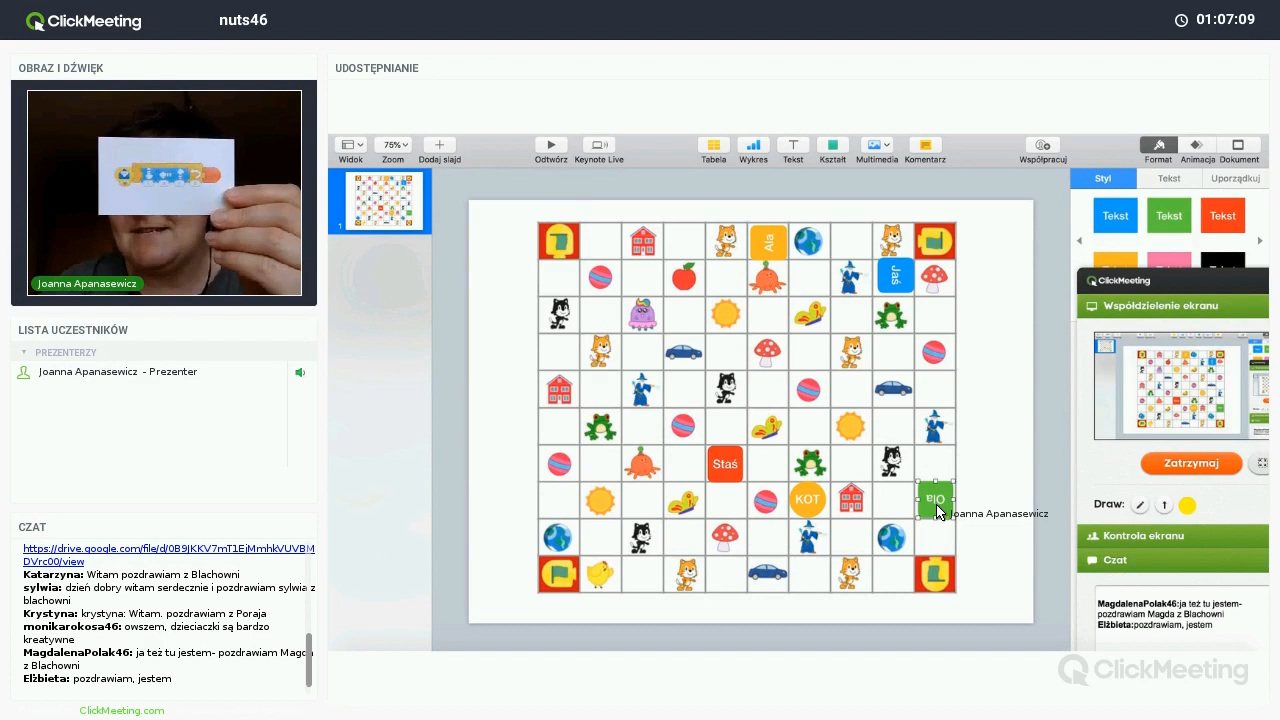 ClickMeeting
nuts46
01:07:09
OBRAZ I DŹWIĘK
Joanna Apanasewicz
LISTA UCZESTNIKÓW
PREZENTERZY
Joanna Apanasewicz - Prezenter
CZAT
https://drive.google.com/file/d/0B9JKKV7mT1EjMmhkVUVBM
DVrc00/view
Katarzyna: Witam pozdrawiam z Blachowni
sylwia: dzień dobry witam serdecznie i pozdrawiam sylwia z
blachowni
Krystyna: krystyna: Witam. pozdrawiam z Poraja
monikarokosa46: owszem, dzieciaczki są bardzo
kreatywne
MagdalenaPolak46: ja też tu jestem- pozdrawiam Magda
z Blachowni
Elżbieta: pozdrawiam, jestem
ClickMeeting.com
UDOSTĘPNIANIE
Widok
75%
Zoom
Dodaj slajd
Odtwórz
Keynote Live
Tabela
Wykres
Tekst
Kształt
Multimedia
Komentarz
Współpracuj
Format
Animacja
Dokument
1
Ala
Jaś
Staś
KOT
Ola
Joanna Apanasewicz
Styl
Tekst
Uporządkuj
Tekst
Tekst
Tekst
ClickMeeting
Współdzielenie ekranu
Zatrzymaj
Draw:
Kontrola ekranu
Czat
MagdalenaPolak46:ja też tu jestem-
pozdrawiam Magda z Blachowni
Elżbieta:pozdrawiam, jestem
ClickMeeting